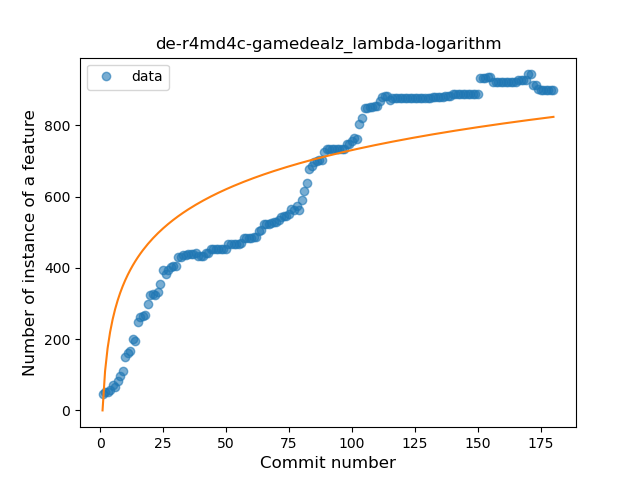 de-r4md4c-gamedealz_lambda-logarithm
data
Number of instance of a feature
800
600
400
200
0
0 25 50 75 100 125 150 175
Commit number